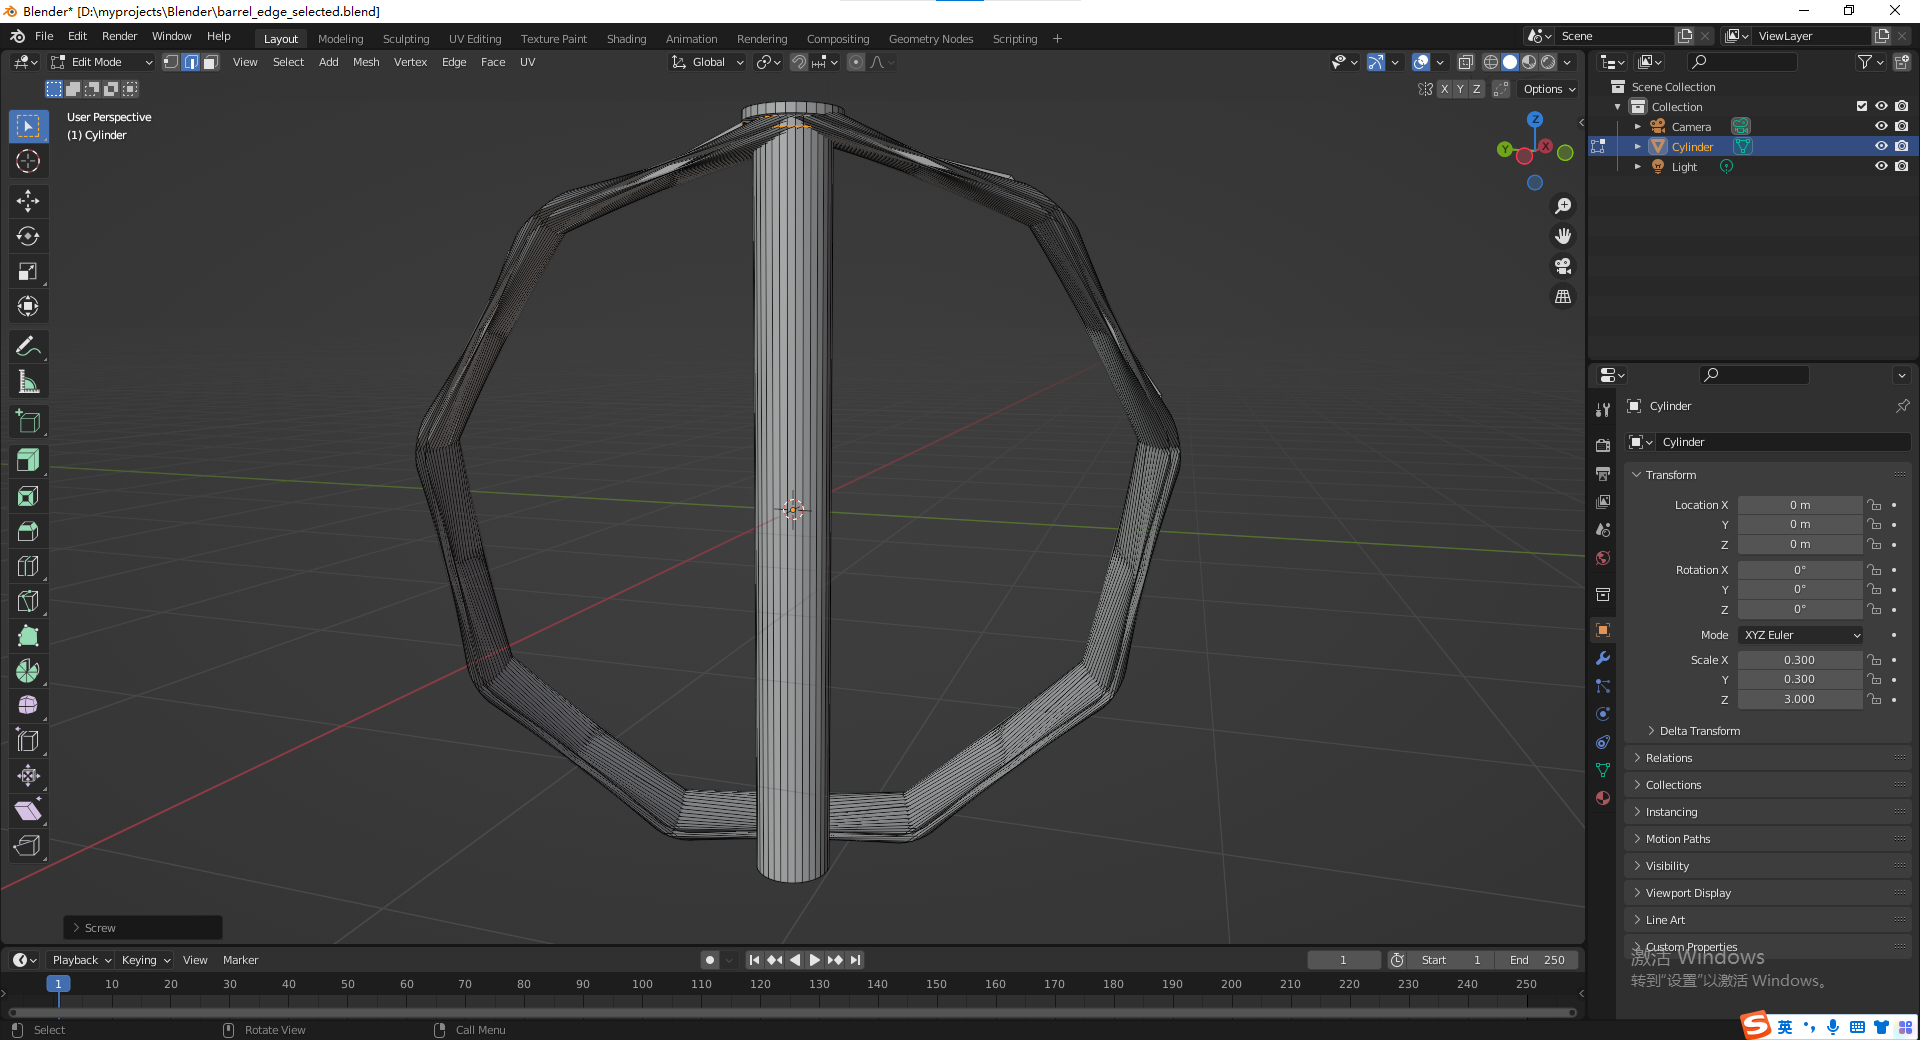 Blender* [D:\myprojects\Blender\barrel_edge_selected.blend]
File Edit Render Window Help Layout Modeling Sculpting UV Editing Texture Paint Shading Animation Rendering Compositing Geometry Nodes Scripting + Scene ViewLayer
Edit Mode View Select Add Mesh Vertex Edge Face UV Global
X Y Z Options
User Perspective
(1) Cylinder
Z
Y X
Scene Collection
Collection
Camera
Cylinder
Light
Cylinder
Cylinder
Transform
Location X 0 m
Y 0 m
Z 0 m
Rotation X 0°
Y 0°
Z 0°
Mode XYZ Euler
Scale X 0.300
Y 0.300
Z 3.000
Delta Transform
Relations
Collections
Instancing
Motion Paths
Visibility
Viewport Display
Line Art
Custom Properties
激活 Windows
转到"设置"以激活 Windows。
Screw
Playback Keying View Marker 1 Start 1 End 250
1 10 20 30 40 50 60 70 80 90 100 110 120 130 140 150 160 170 180 190 200 210 220 230 240 250
Select Rotate View Call Menu
S 英